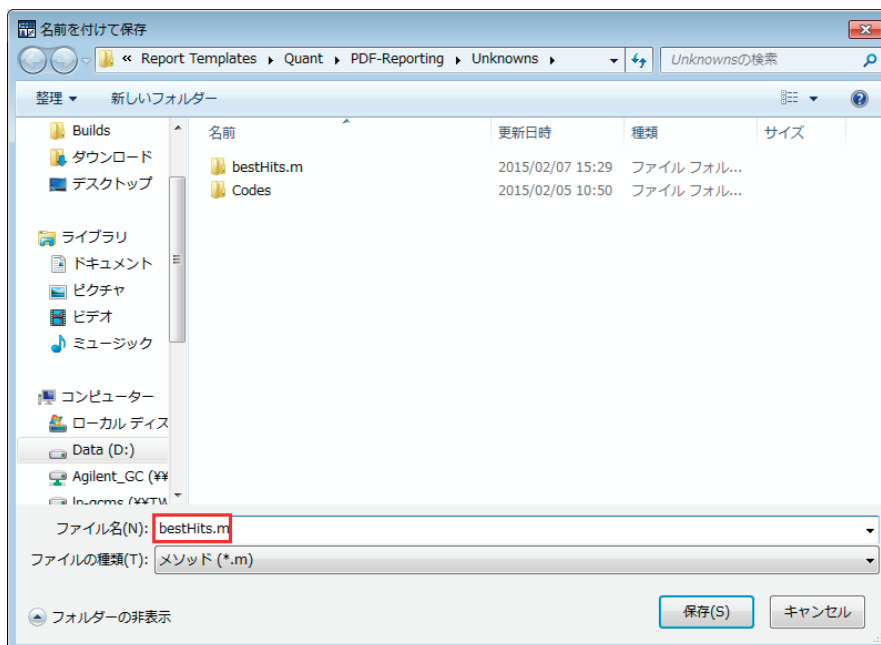 名前を付けて保存
« Report Templates ▸ Quant ▸ PDF-Reporting ▸ Unknowns ▸
Unknownsの検索
整理 ▼ 新しいフォルダー
名前 更新日時 種類 サイズ
bestHits.m 2015/02/07 15:29 ファイル フォル...
Codes 2015/02/05 10:50 ファイル フォル...
Builds
ダウンロード
デスクトップ
ライブラリ
ドキュメント
ピクチャ
ビデオ
ミュージック
コンピューター
ローカル ディス
Data (D:)
Agilent_GC (¥¥
ファイル名(N): bestHits.m
ファイルの種類(T): メソッド (*.m)
フォルダーの非表示
保存(S) キャンセル